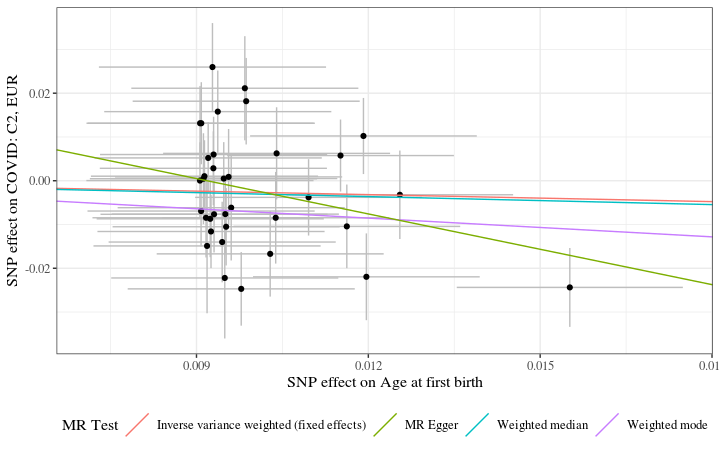 SNP effect on COVID: C2, EUR
0.02
0.00
-0.02
0.009
0.012
0.015
0.01
SNP effect on Age at first birth
MR Test
Inverse variance weighted (fixed effects)
MR Egger
Weighted median
Weighted mode